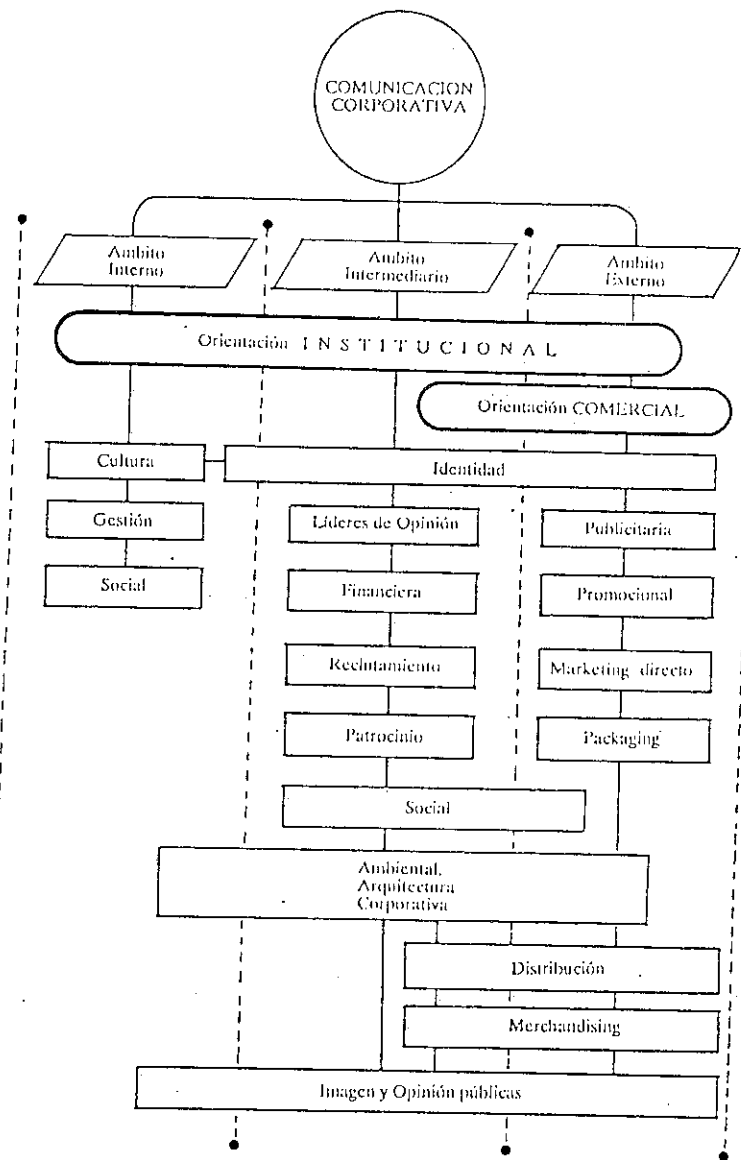 COMUNICACION
CORPORATIVA
Ambito
Interno
Ambito
Intermediario
Ambito
Externo
Orientación INSTITUCIONAL
Orientación COMERCIAL
Cultura
Identidad
Gestión
Líderes de Opinión
Publicitaria
Social
Financiera
Promocional
Reclutamiento
Marketing directo
Patrocinio
Packaging
Social
Ambiental,
Arquitectura
Corporativa
Distribución
Merchandising
Imagen y Opinión públicas